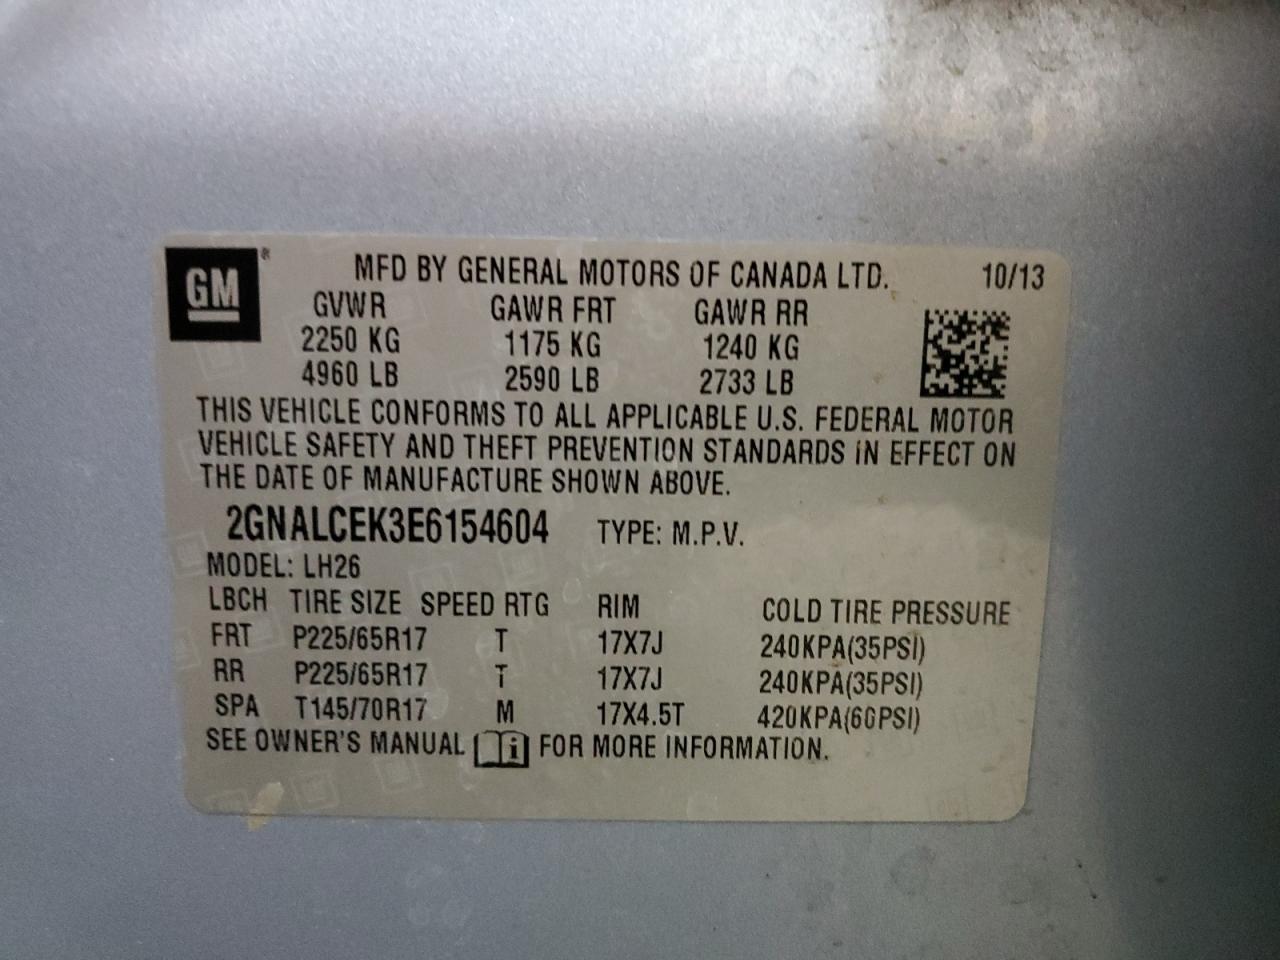 GM® MFD BY GENERAL MOTORS OF CANADA LTD. 10/13
GVWR GAWR FRT GAWR RR
2250 KG 1175 KG 1240 KG
4960 LB 2590 LB 2733 LB
THIS VEHICLE CONFORMS TO ALL APPLICABLE U.S. FEDERAL MOTOR
VEHICLE SAFETY AND THEFT PREVENTION STANDARDS IN EFFECT ON
THE DATE OF MANUFACTURE SHOWN ABOVE.
2GNALCEK3E6154604 TYPE: M.P.V.
MODEL: LH26
LBCH TIRE SIZE SPEED RTG RIM COLD TIRE PRESSURE
FRT P225/65R17 T 17X7J 240KPA(35PSI)
RR P225/65R17 T 17X7J 240KPA(35PSI)
SPA T145/70R17 M 17X4.5T 420KPA(60PSI)
SEE OWNER'S MANUAL i FOR MORE INFORMATION.